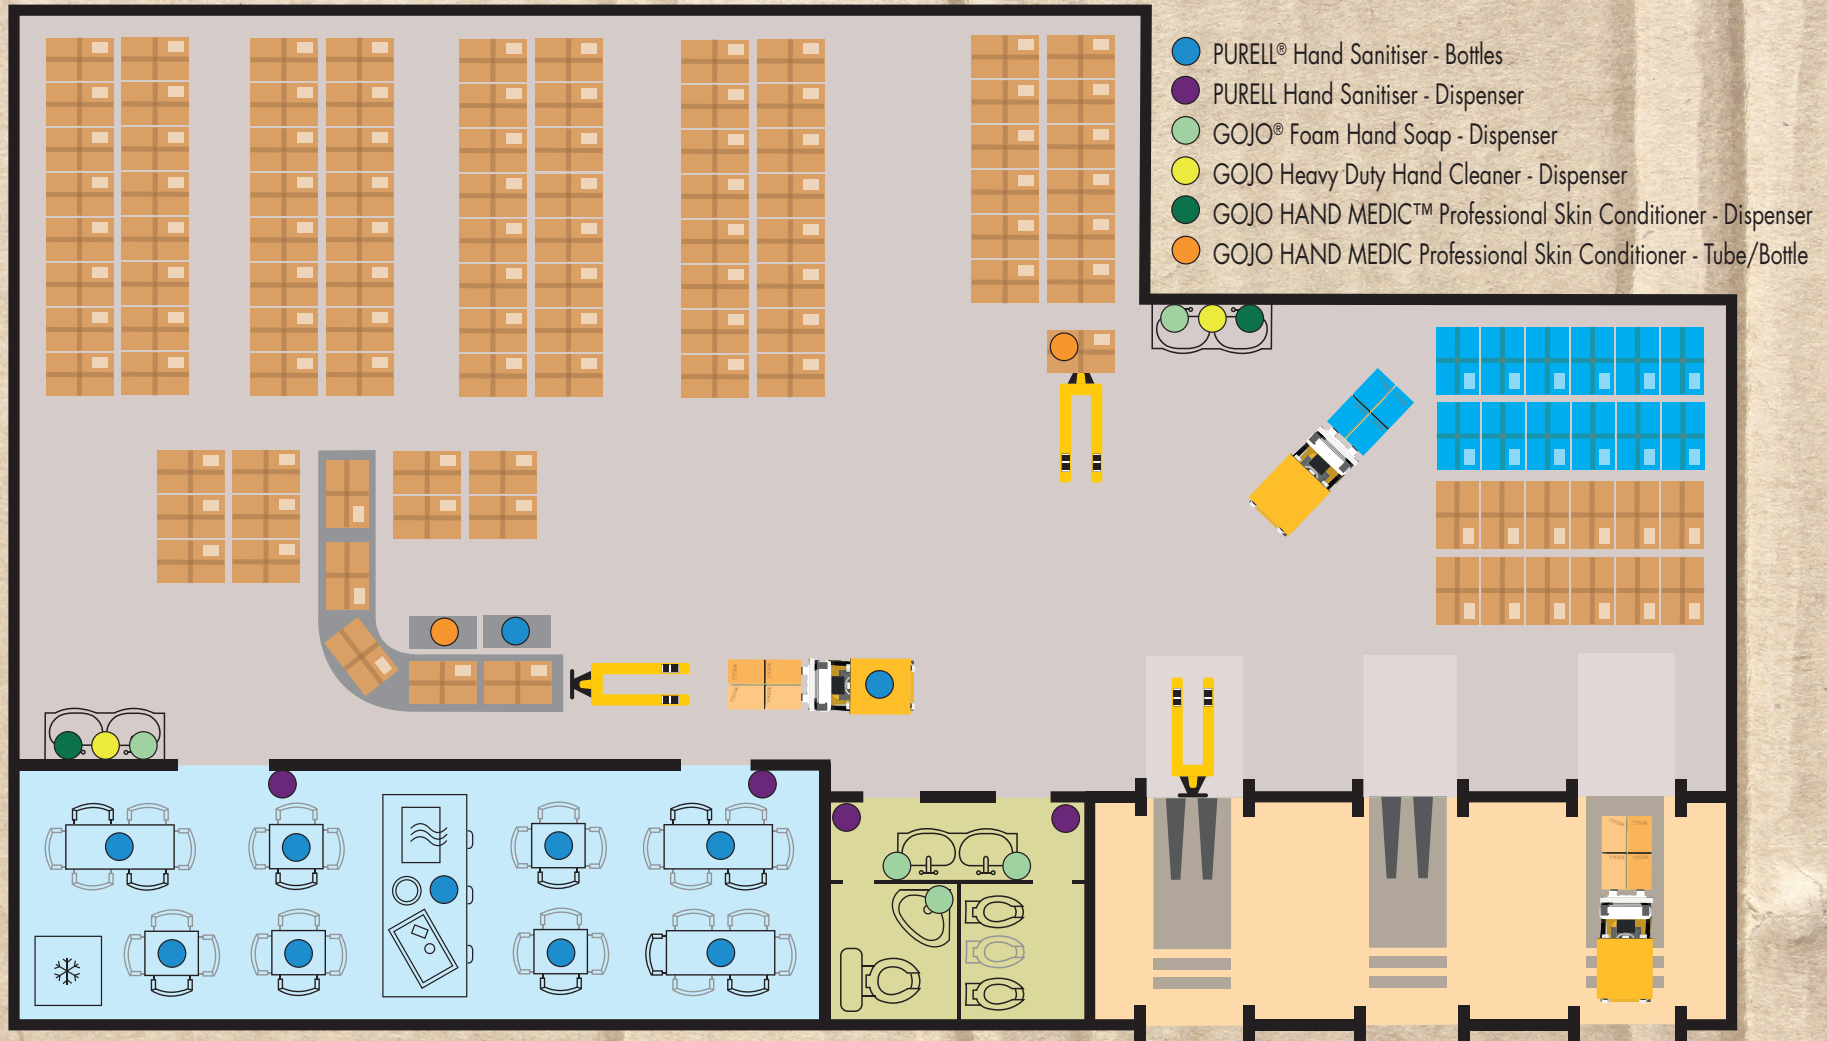 PURELL® Hand Sanitiser - Bottles
PURELL Hand Sanitiser - Dispenser
GOJO® Foam Hand Soap - Dispenser
GOJO Heavy Duty Hand Cleaner - Dispenser
GOJO HAND MEDIC™ Professional Skin Conditioner - Dispenser
GOJO HAND MEDIC Professional Skin Conditioner - Tube/Bottle